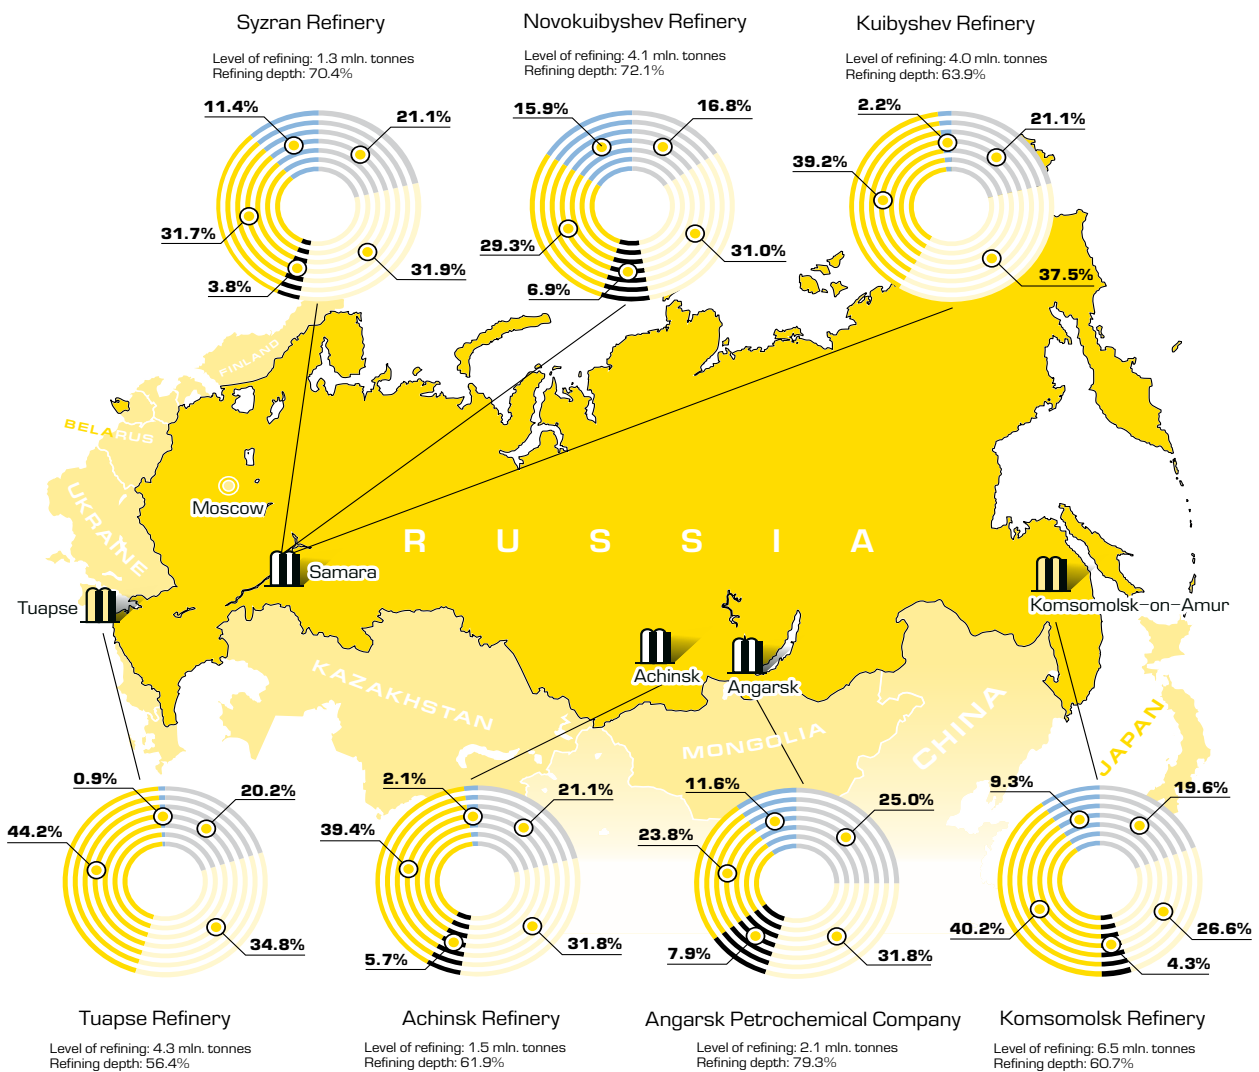 Syzran Refinery
Level of refining: 1.3 mln. tonnes
Refining depth: 70.4%
11.4%
21.1%
31.7%
3.8%
31.9%
Novokuibyshev Refinery
Level of refining: 4.1 mln. tonnes
Refining depth: 72.1%
15.9%
16.8%
29.3%
6.9%
31.0%
Kuibyshev Refinery
Level of refining: 4.0 mln. tonnes
Refining depth: 63.9%
2.2%
21.1%
39.2%
37.5%
FINLAND
BELARUS
UKRAINE
Moscow
RUSSIA
Samara
Tuapse
Komsomolsk-on-Amur
Achinsk
Angarsk
KAZAKHSTAN
MONGOLIA
CHINA
JAPAN
0.9%
20.2%
44.2%
34.8%
Tuapse Refinery
Level of refining: 4.3 mln. tonnes
Refining depth: 56.4%
2.1%
21.1%
39.4%
5.7%
31.8%
Achinsk Refinery
Level of refining: 1.5 mln. tonnes
Refining depth: 61.9%
11.6%
25.0%
23.8%
7.9%
31.8%
Angarsk Petrochemical Company
Level of refining: 2.1 mln. tonnes
Refining depth: 79.3%
9.3%
19.6%
40.2%
26.6%
4.3%
Komsomolsk Refinery
Level of refining: 6.5 mln. tonnes
Refining depth: 60.7%